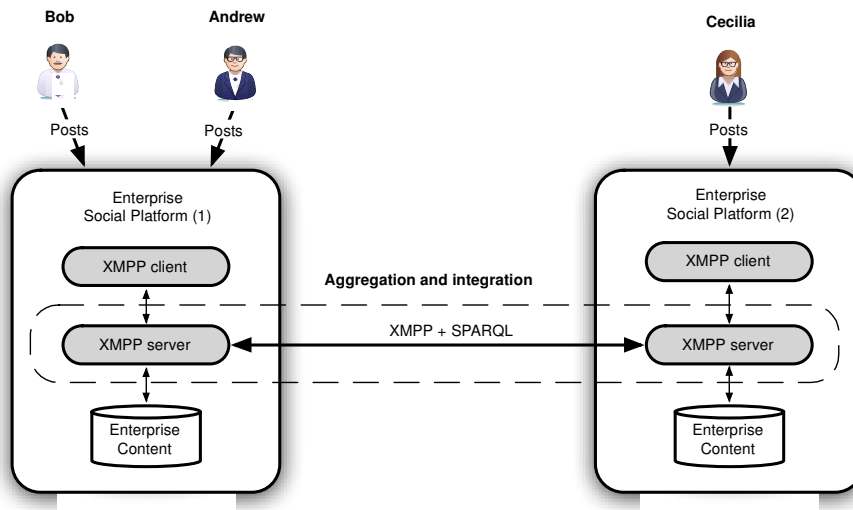 Bob
Andrew
Cecilia
Posts
Posts
Posts
Enterprise
Social Platform (1)
Enterprise
Social Platform (2)
XMPP client
XMPP client
Aggregation and integration
XMPP + SPARQL
XMPP server
XMPP server
Enterprise
Content
Enterprise
Content